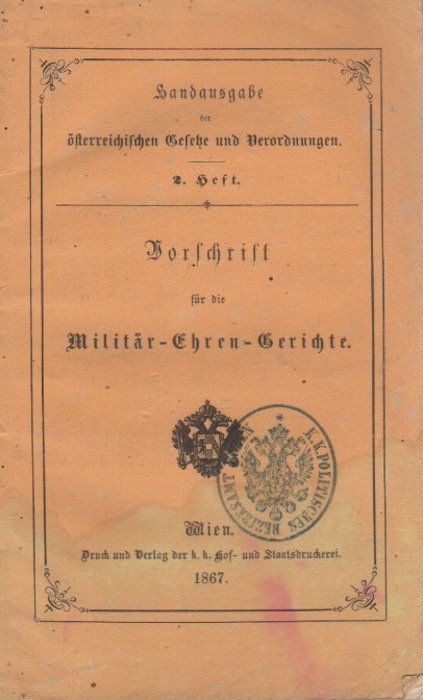 Handausgabe
der
österreichischen Gesetze und Verordnungen.
2. Heft.
Vorschrift
für die
Militär-Ehren-Gerichte.
K.K. POLITISCHES BEZIRKSAMT
Wien.
Druck und Verlag der k. k. Hof- und Staatsdruckerei.
1867.